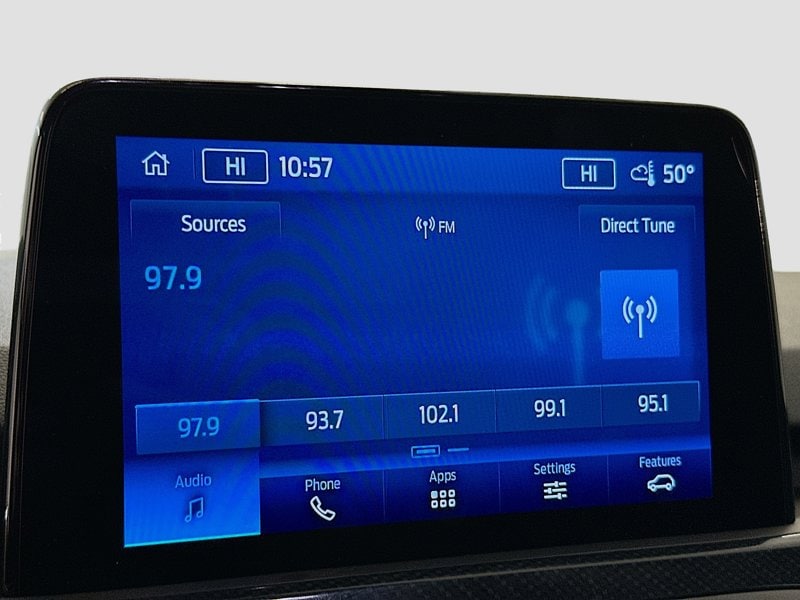 HI 10:57 HI 50°
Sources FM Direct Tune
97.9
97.9 93.7 102.1 99.1 95.1
Audio Phone Apps Settings Features